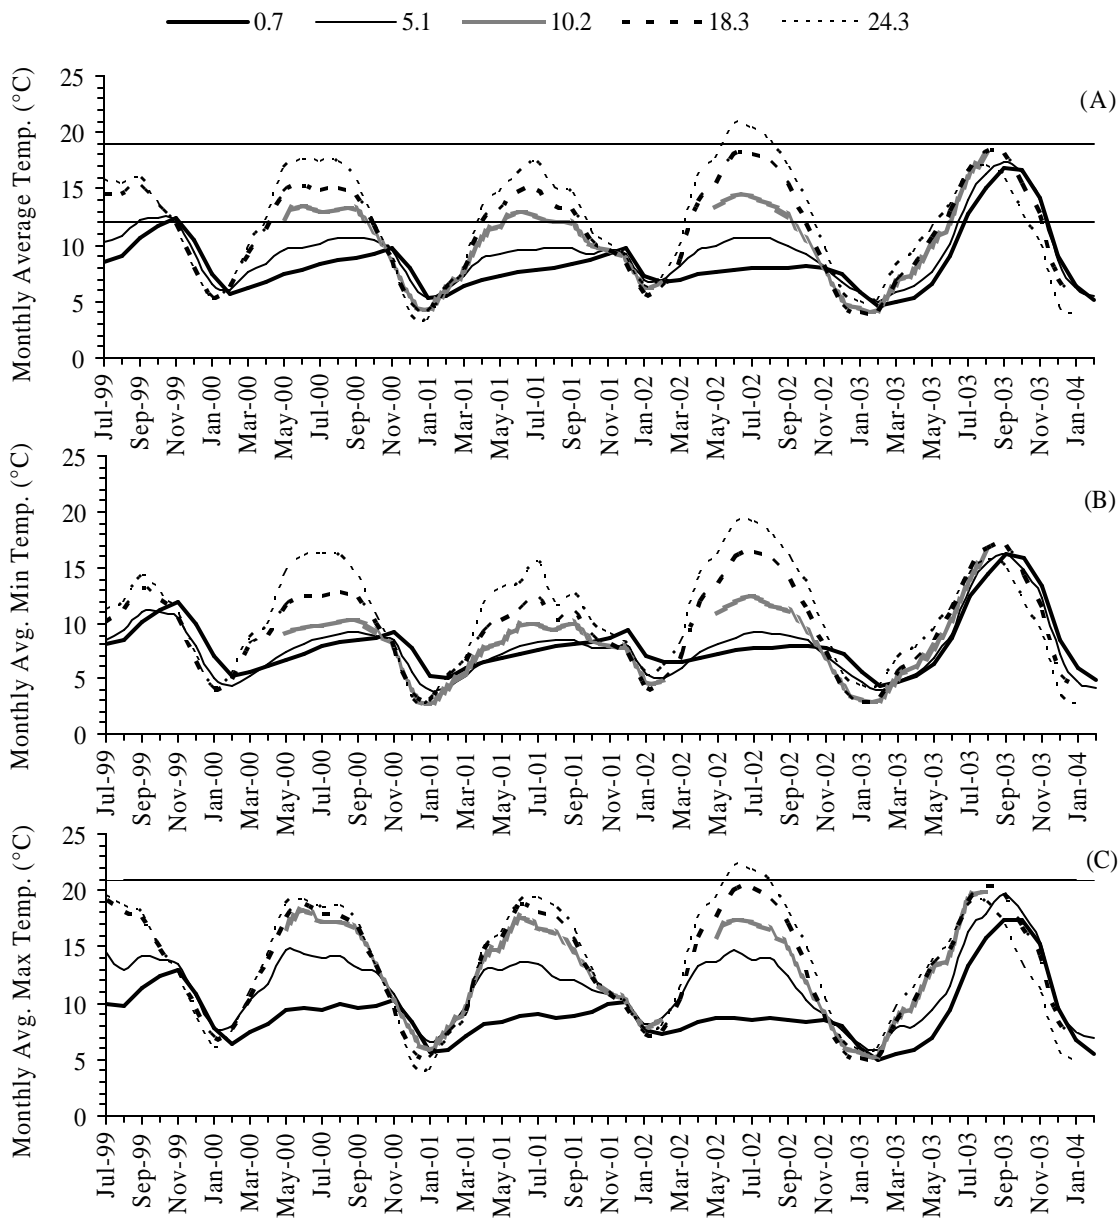 0.7 5.1 10.2 18.3 24.3
Monthly Average Temp. (°C)
(A)
25
20
15
10
5
0
Jul-99 Sep-99 Nov-99 Jan-00 Mar-00 May-00 Jul-00 Sep-00 Nov-00 Jan-01 Mar-01 May-01 Jul-01 Sep-01 Nov-01 Jan-02 Mar-02 May-02 Jul-02 Sep-02 Nov-02 Jan-03 Mar-03 May-03 Jul-03 Sep-03 Nov-03 Jan-04
Monthly Avg. Min Temp. (°C)
(B)
25
20
15
10
5
0
Jul-99 Sep-99 Nov-99 Jan-00 Mar-00 May-00 Jul-00 Sep-00 Nov-00 Jan-01 Mar-01 May-01 Jul-01 Sep-01 Nov-01 Jan-02 Mar-02 May-02 Jul-02 Sep-02 Nov-02 Jan-03 Mar-03 May-03 Jul-03 Sep-03 Nov-03 Jan-04
Monthly Avg. Max Temp. (°C)
(C)
25
20
15
10
5
0
Jul-99 Sep-99 Nov-99 Jan-00 Mar-00 May-00 Jul-00 Sep-00 Nov-00 Jan-01 Mar-01 May-01 Jul-01 Sep-01 Nov-01 Jan-02 Mar-02 May-02 Jul-02 Sep-02 Nov-02 Jan-03 Mar-03 May-03 Jul-03 Sep-03 Nov-03 Jan-04